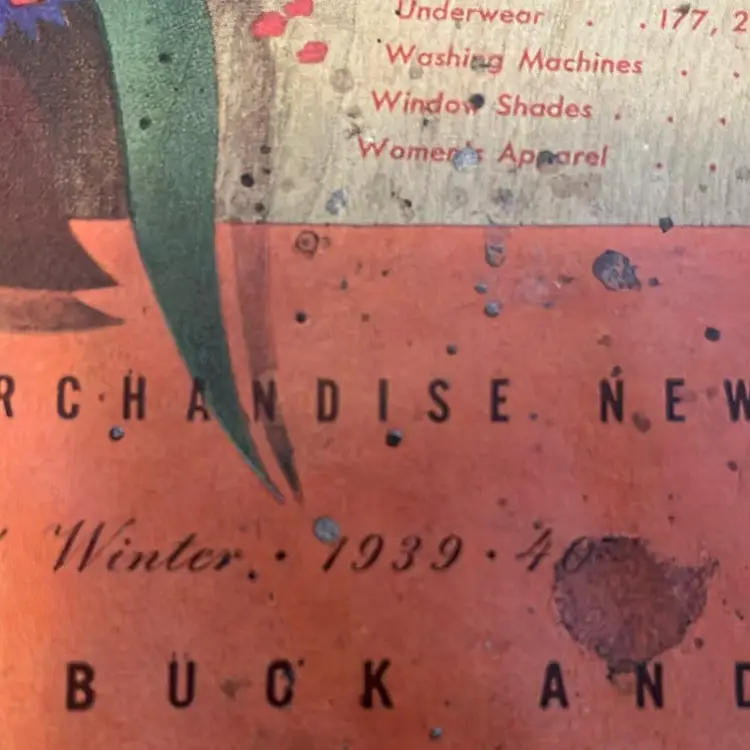 Underwear . . 177, 2
Washing Machines . .
Window Shades . . .
Women's Apparel . .
RCHANDISE NEW
Winter · 1939 · 40
BUCK AND